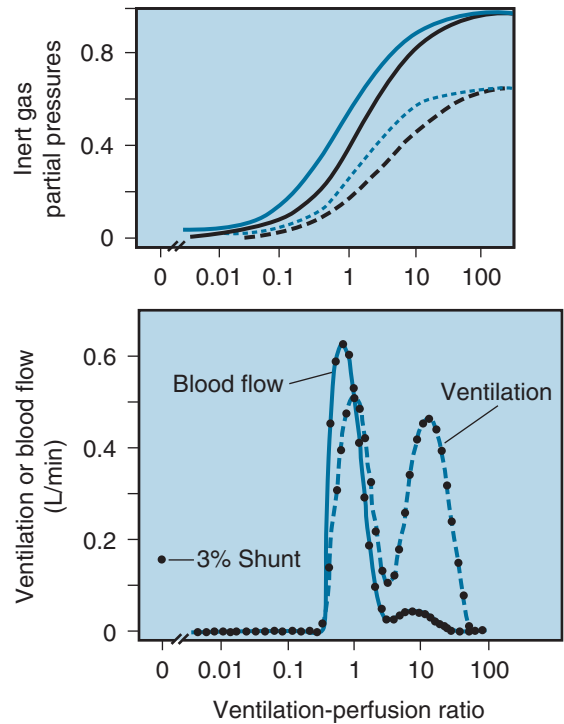 Inert gas
partial pressures
0.8
0.4
0
0 0.01 0.1 1 10 100
Ventilation or blood flow
(L/min)
0.6
0.4
0.2
0
Blood flow
Ventilation
3% Shunt
0 0.01 0.1 1 10 100
Ventilation-perfusion ratio